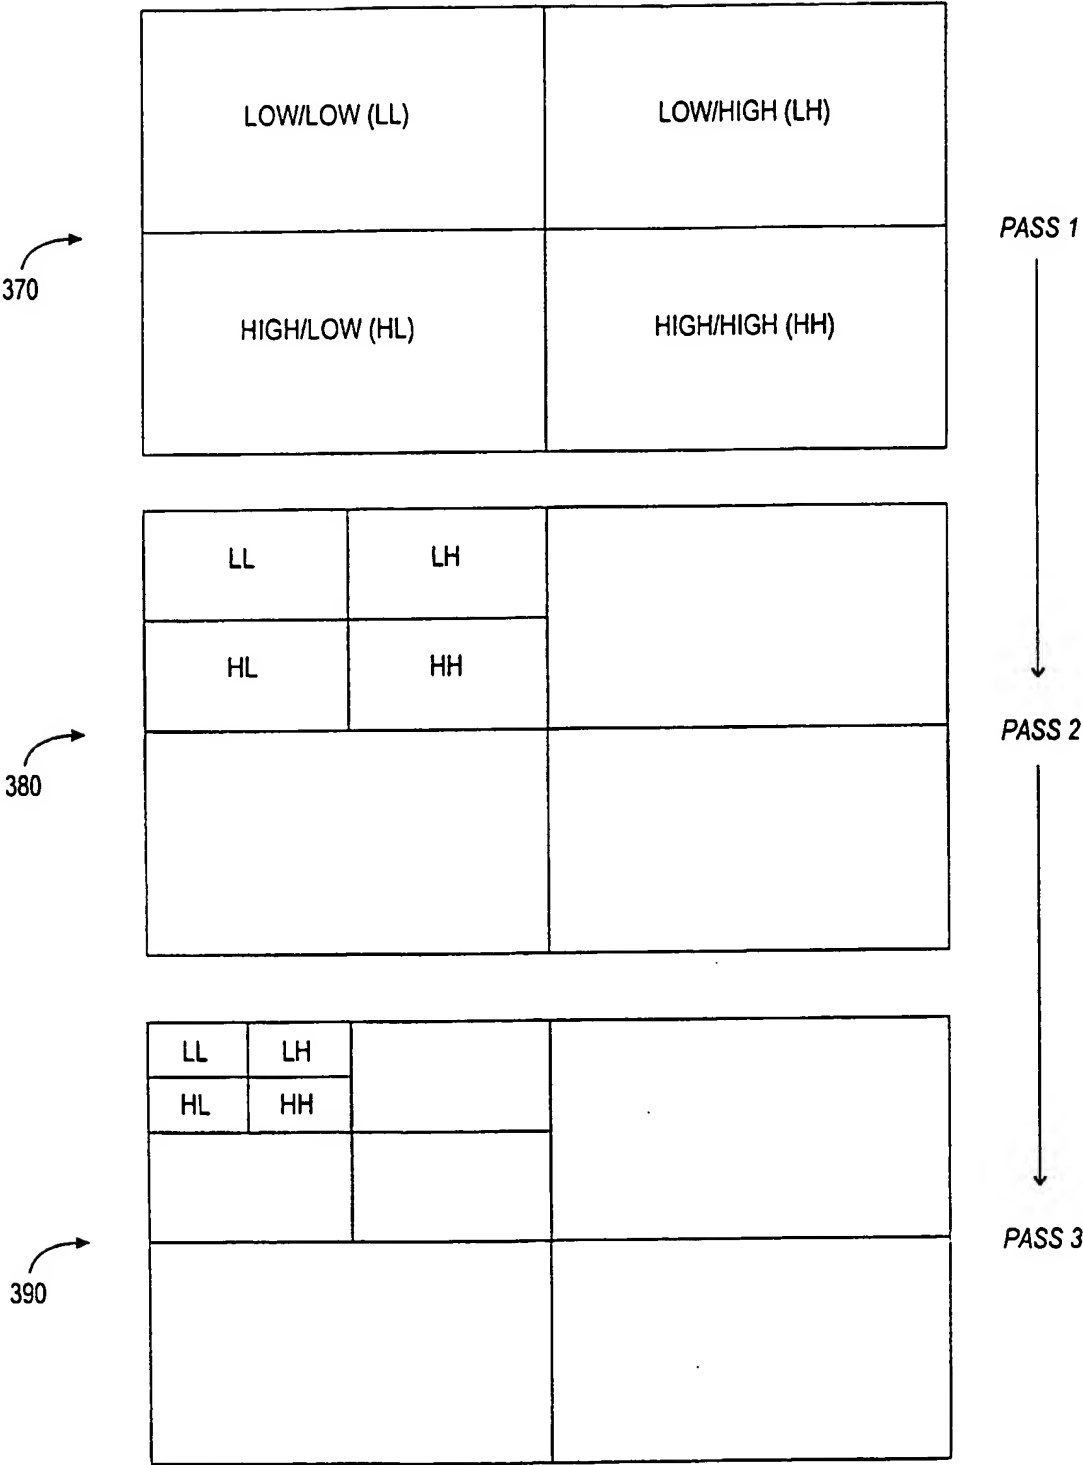 LOW/LOW (LL)
LOW/HIGH (LH)
PASS 1
370
HIGH/LOW (HL)
HIGH/HIGH (HH)
LL
LH
HL
HH
PASS 2
380
LL
LH
HL
HH
PASS 3
390